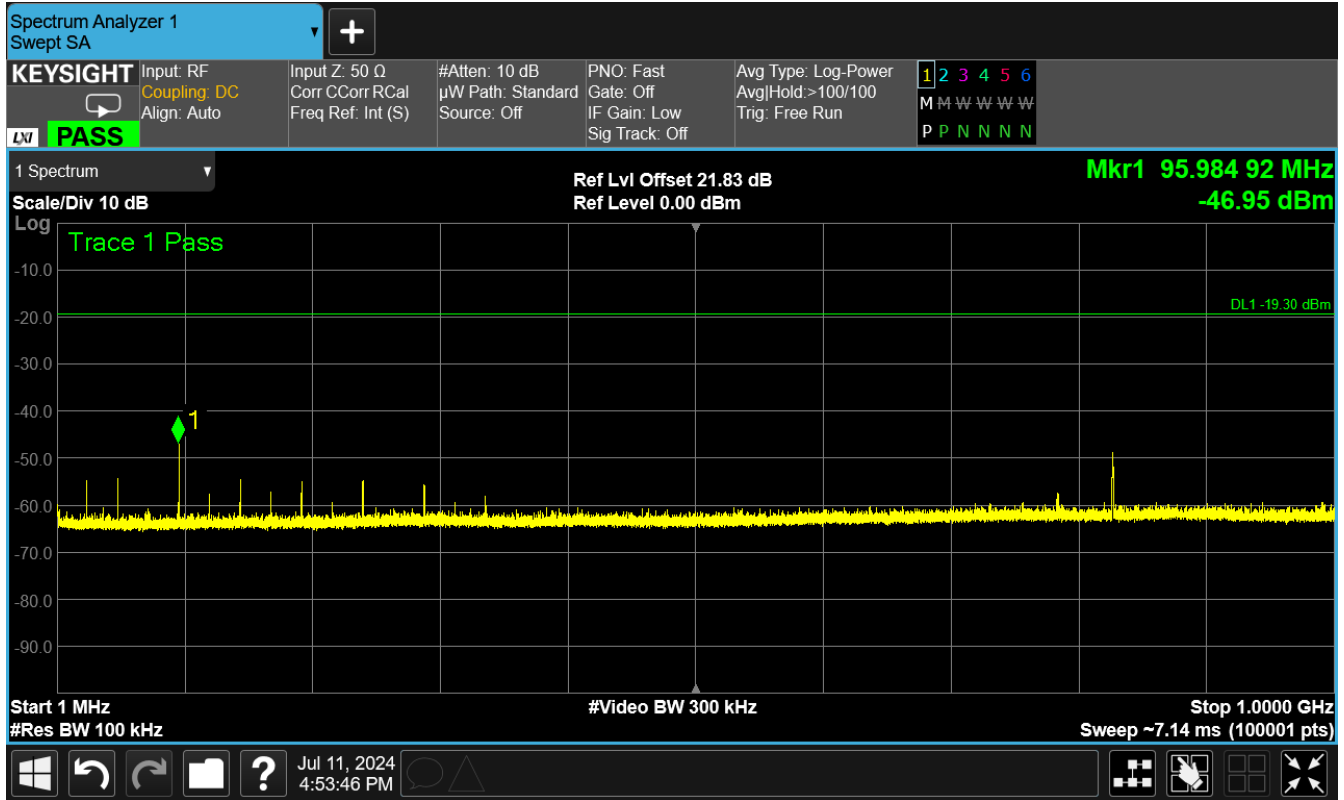 Spectrum Analyzer 1
Swept SA
KEYSIGHT
LXI
PASS
Input: RF
Coupling: DC
Align: Auto
Input Z: 50 Ω
Corr CCorr RCal
Freq Ref: Int (S)
#Atten: 10 dB
µW Path: Standard
Source: Off
PNO: Fast
Gate: Off
IF Gain: Low
Sig Track: Off
Avg Type: Log-Power
Avg|Hold:>100/100
Trig: Free Run
1 2 3 4 5 6
M M W W W W
P P N N N N
1 Spectrum
Scale/Div 10 dB
Ref Lvl Offset 21.83 dB
Ref Level 0.00 dBm
Mkr1 95.984 92 MHz
-46.95 dBm
Log
Trace 1 Pass
-10.0
DL1 -19.30 dBm
-20.0
-30.0
-40.0
1
-50.0
-60.0
-70.0
-80.0
-90.0
Start 1 MHz
#Res BW 100 kHz
#Video BW 300 kHz
Stop 1.0000 GHz
Sweep ~7.14 ms (100001 pts)
?
Jul 11, 2024
4:53:46 PM